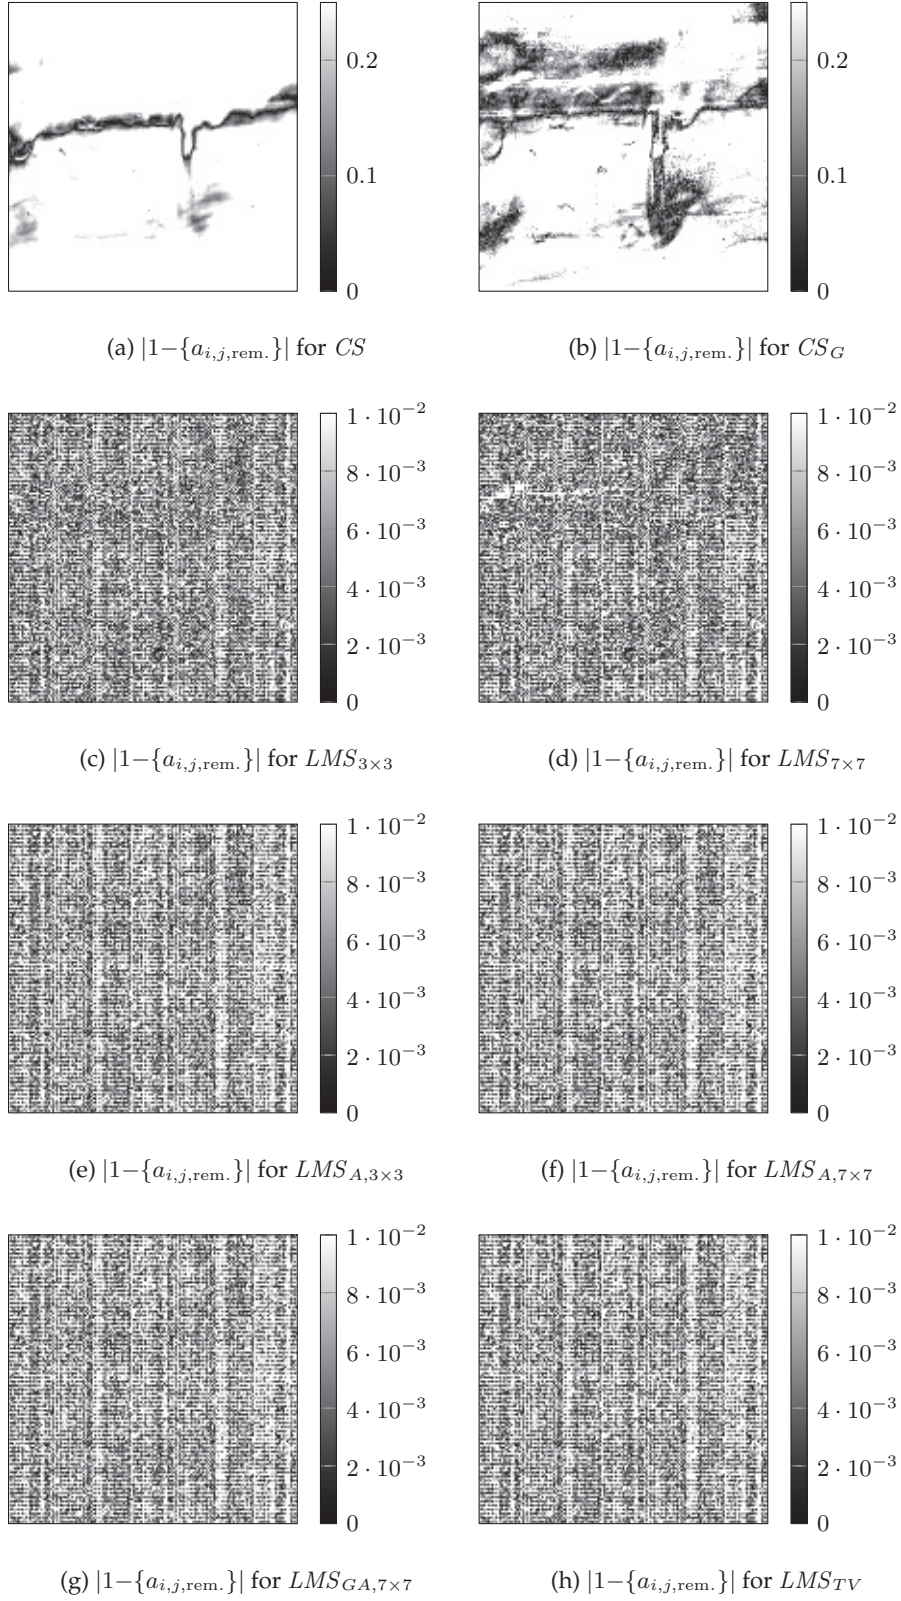 0.2
0.1
0
0.2
0.1
0
(a) |1−{a_{i,j,rem.}}| for CS
(b) |1−{a_{i,j,rem.}}| for CS_G
1 · 10^{−2}
8 · 10^{−3}
6 · 10^{−3}
4 · 10^{−3}
2 · 10^{−3}
0
1 · 10^{−2}
8 · 10^{−3}
6 · 10^{−3}
4 · 10^{−3}
2 · 10^{−3}
0
(c) |1−{a_{i,j,rem.}}| for LMS_{3×3}
(d) |1−{a_{i,j,rem.}}| for LMS_{7×7}
1 · 10^{−2}
8 · 10^{−3}
6 · 10^{−3}
4 · 10^{−3}
2 · 10^{−3}
0
1 · 10^{−2}
8 · 10^{−3}
6 · 10^{−3}
4 · 10^{−3}
2 · 10^{−3}
0
(e) |1−{a_{i,j,rem.}}| for LMS_{A,3×3}
(f) |1−{a_{i,j,rem.}}| for LMS_{A,7×7}
1 · 10^{−2}
8 · 10^{−3}
6 · 10^{−3}
4 · 10^{−3}
2 · 10^{−3}
0
1 · 10^{−2}
8 · 10^{−3}
6 · 10^{−3}
4 · 10^{−3}
2 · 10^{−3}
0
(g) |1−{a_{i,j,rem.}}| for LMS_{GA,7×7}
(h) |1−{a_{i,j,rem.}}| for LMS_{TV}